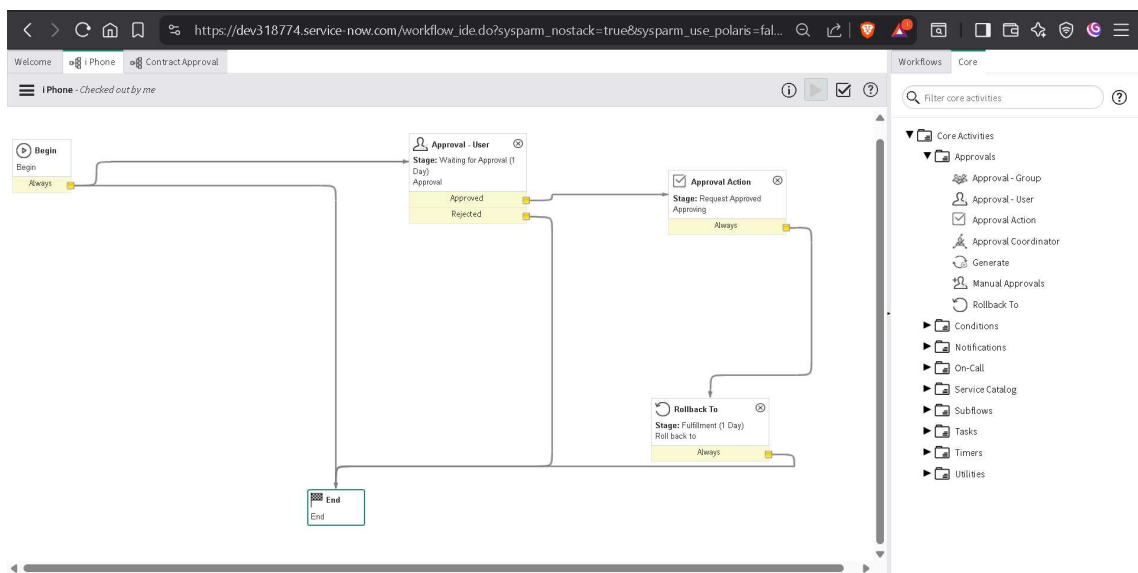 https://dev318774.service-now.com/workflow_ide.do?sysparm_nostack=true&sysparm_use_polaris=fal...
Welcome
i Phone
Contract Approval
Workflows
Core
i Phone - Checked out by me
Filter core activities
Begin
Begin
Always
Approval - User
Stage: Waiting for Approval (1
Day)
Approval
Approved
Rejected
Approval Action
Stage: Request Approved
Approving
Always
Rollback To
Stage: Fulfillment (1 Day)
Roll back to
Always
End
End
Core Activities
Approvals
Approval - Group
Approval - User
Approval Action
Approval Coordinator
Generate
Manual Approvals
Rollback To
Conditions
Notifications
On-Call
Service Catalog
Subflows
Tasks
Timers
Utilities